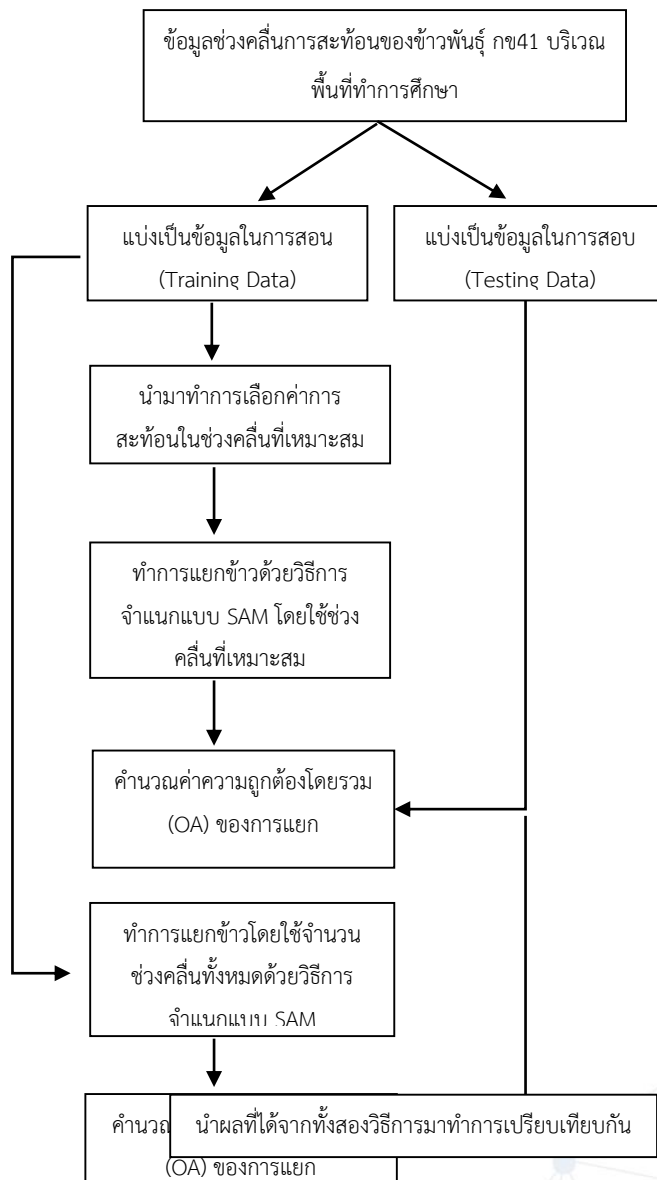 ข้อมูลช่วงคลื่นการสะท้อนของข้าวพันธุ์ กข41 บริเวณ
พื้นที่ทำการศึกษา
แบ่งเป็นข้อมูลในการสอน
(Training Data)
แบ่งเป็นข้อมูลในการสอบ
(Testing Data)
นำมาทำการเลือกค่าการ
สะท้อนในช่วงคลื่นที่เหมาะสม
ทำการแยกข้าวด้วยวิธีการ
จำแนกแบบ SAM โดยใช้ช่วง
คลื่นที่เหมาะสม
คำนวณค่าความถูกต้องโดยรวม
(OA) ของการแยก
ทำการแยกข้าวโดยใช้จำนวน
ช่วงคลื่นทั้งหมดด้วยวิธีการ
จำแนกแบบ SAM
คำนวณ
นำผลที่ได้จากทั้งสองวิธีการมาทำการเปรียบเทียบกัน
(OA) ของการแยก